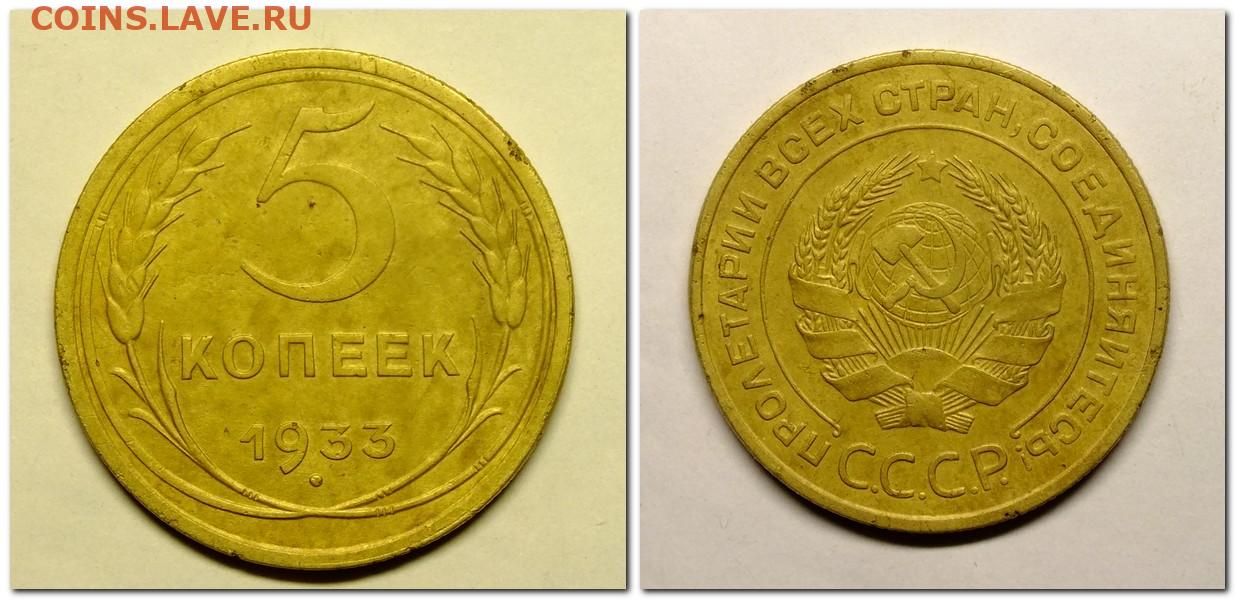 COINS.LAVE.RU
5
КОПЕЕК
1933
ПРОЛЕТАРИИ ВСЕХ СТРАН, СОЕДИНЯЙТЕСЬ!
С.С.С.Р.